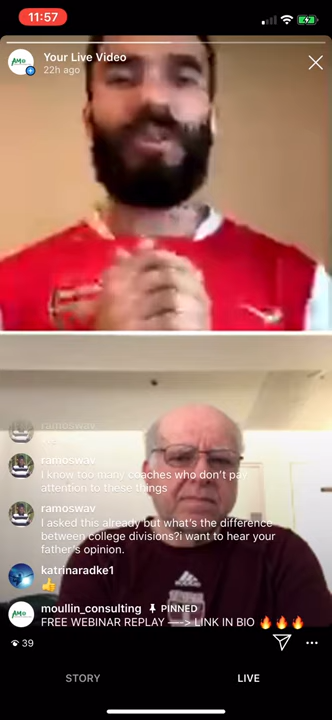 11:57
Your Live Video
22h ago
ramoswav
ramoswav
I know too many coaches who don't pay
attention to these things
ramoswav
I asked this already but what's the difference
between college divisions?i want to hear your
father's opinion.
katrinaradke1
👍
moullin_consulting PINNED
FREE WEBINAR REPLAY ——> LINK IN BIO 🔥🔥🔥
39
STORY
LIVE